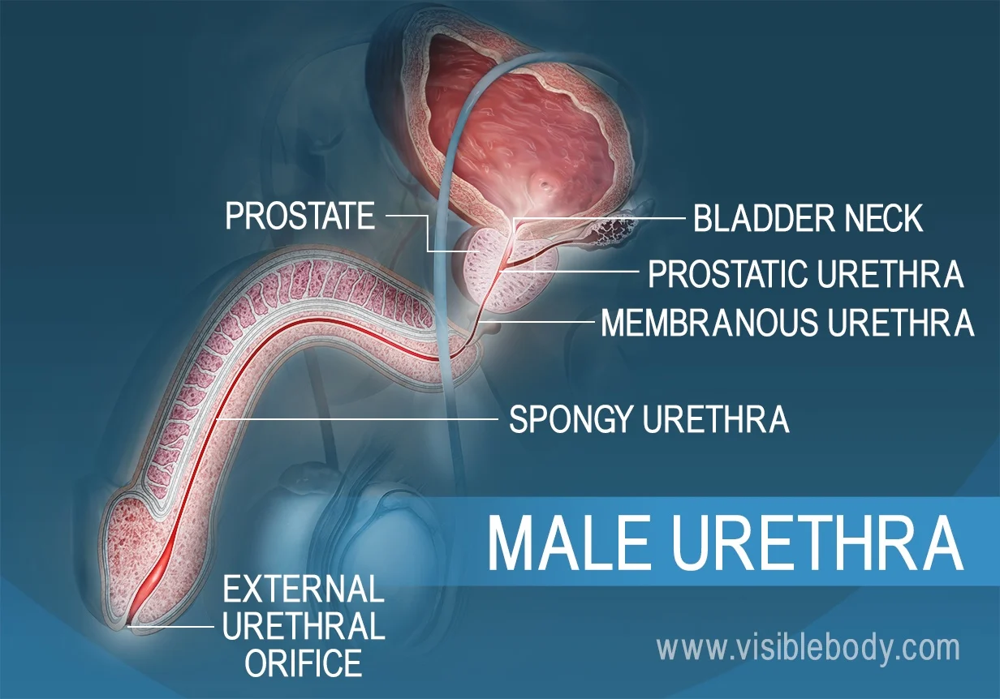 PROSTATE
BLADDER NECK
PROSTATIC URETHRA
MEMBRANOUS URETHRA
SPONGY URETHRA
MALE URETHRA
EXTERNAL
URETHRAL
ORIFICE
www.visiblebody.com